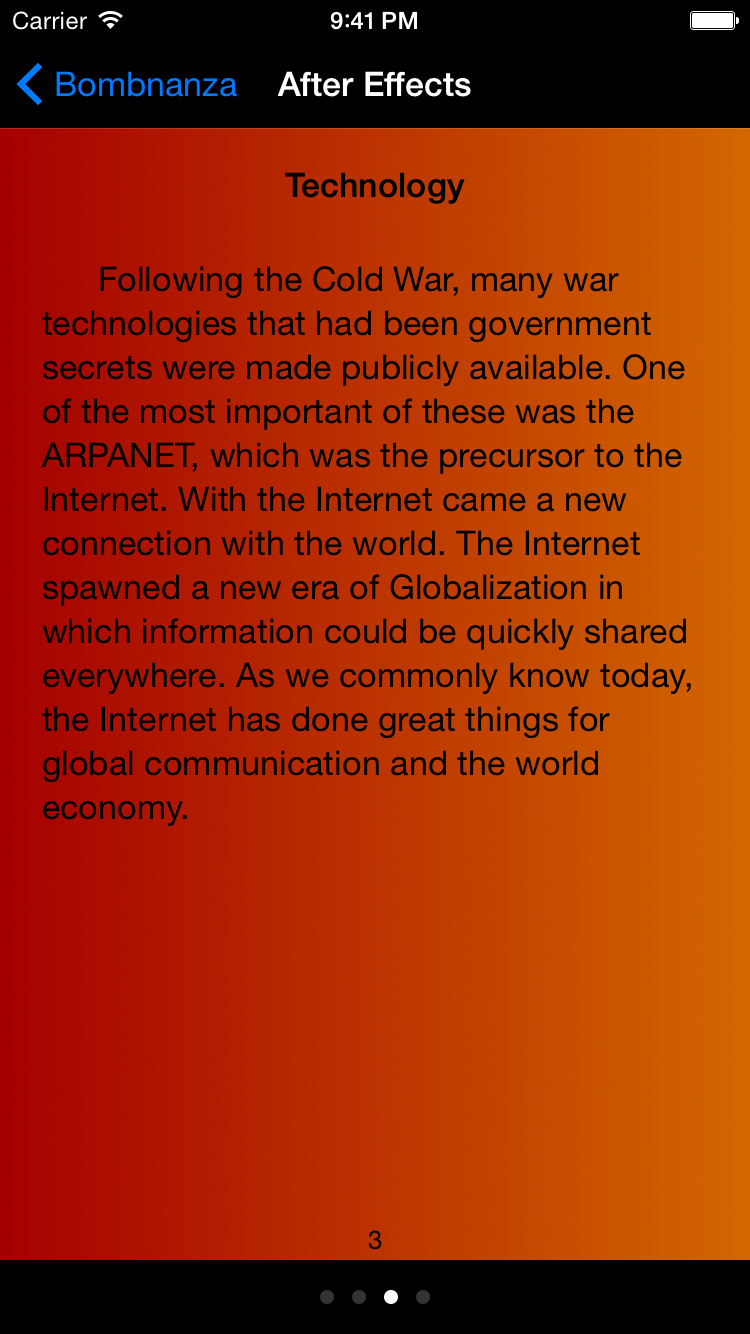 Carrier 9:41 PM
Bombnanza After Effects
Technology
Following the Cold War, many war
technologies that had been government
secrets were made publicly available. One
of the most important of these was the
ARPANET, which was the precursor to the
Internet. With the Internet came a new
connection with the world. The Internet
spawned a new era of Globalization in
which information could be quickly shared
everywhere. As we commonly know today,
the Internet has done great things for
global communication and the world
economy.
3